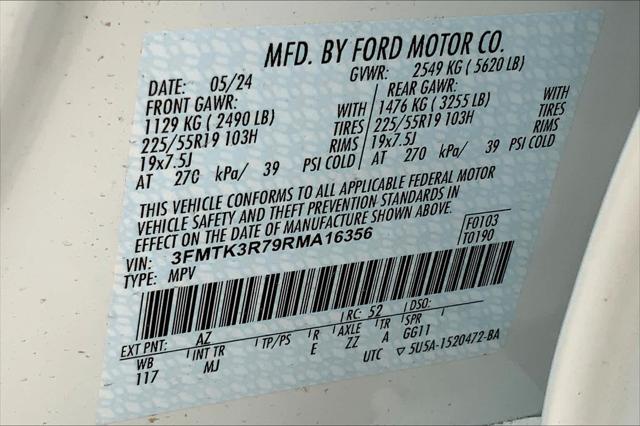 MFD. BY FORD MOTOR CO.
DATE: 05/24 GVWR: 2549 KG ( 5620 LB)
FRONT GAWR: REAR GAWR:
1129 KG ( 2490 LB) WITH 1476 KG ( 3255 LB) WITH
225/55R19 103H TIRES 225/55R19 103H TIRES
19x7.5J RIMS 19x7.5J RIMS
AT 270 kPa/ 39 PSI COLD AT 270 kPa/ 39 PSI COLD
THIS VEHICLE CONFORMS TO ALL APPLICABLE FEDERAL MOTOR
VEHICLE SAFETY AND THEFT PREVENTION STANDARDS IN
EFFECT ON THE DATE OF MANUFACTURE SHOWN ABOVE.
VIN: 3FMTK3R79RMA16356 F0103
TYPE: MPV T0190
EXT PNT: AZ RC: 52 DSO:
WB INT TR TP/PS R AXLE TR SPR
117 MJ E ZZ A GG11
UTC ▽ 5U5A-1520472-BA